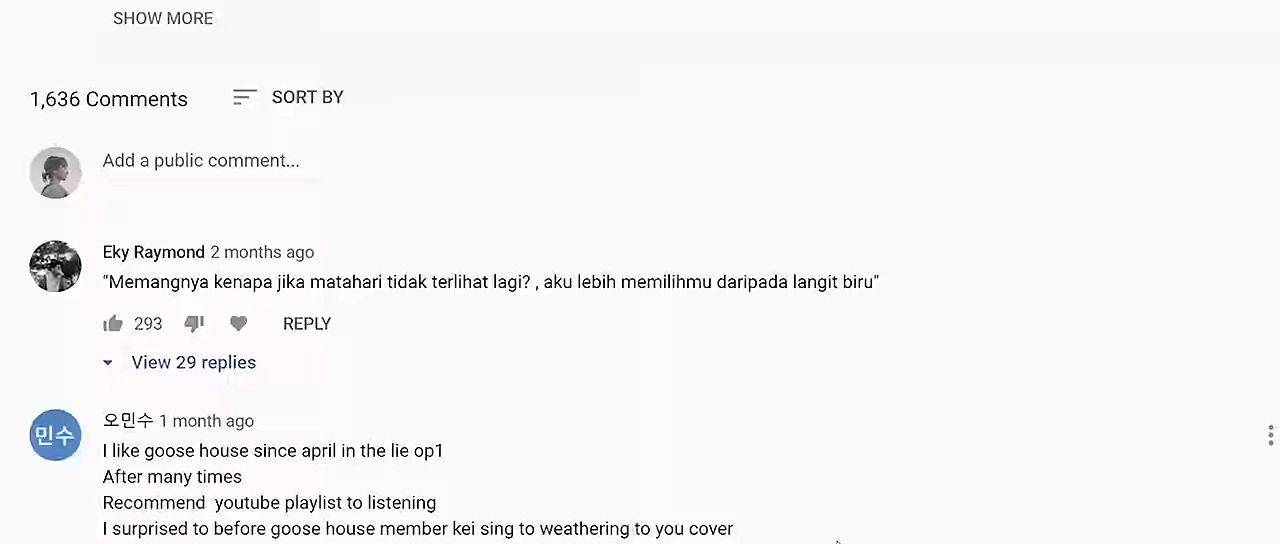 SHOW MORE
1,636 Comments SORT BY
Add a public comment...
Eky Raymond 2 months ago
"Memangnya kenapa jika matahari tidak terlihat lagi? , aku lebih memilihmu daripada langit biru"
293 REPLY
View 29 replies
오민수 1 month ago
민수
I like goose house since april in the lie op1
After many times
Recommend  youtube playlist to listening
I surprised to before goose house member kei sing to weathering to you cover